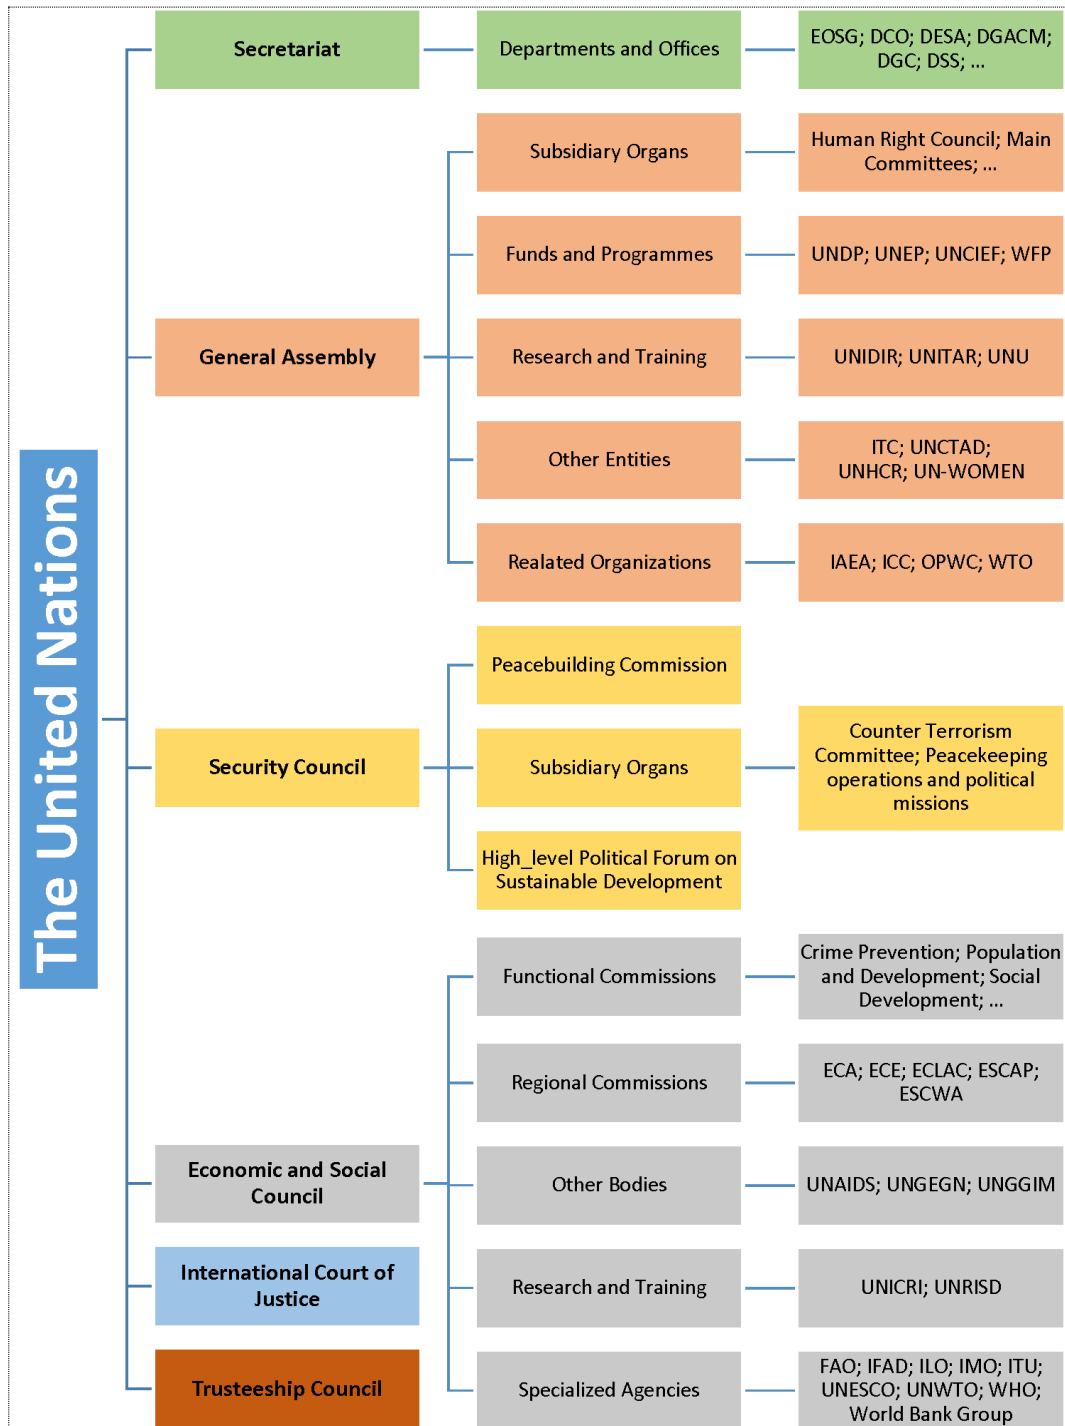 The United Nations
Secretariat
Departments and Offices
EOSG; DCO; DESA; DGACM;
DGC; DSS; ...
General Assembly
Subsidiary Organs
Human Right Council; Main
Committees; ...
Funds and Programmes
UNDP; UNEP; UNCIEF; WFP
Research and Training
UNIDIR; UNITAR; UNU
Other Entities
ITC; UNCTAD;
UNHCR; UN-WOMEN
Realated Organizations
IAEA; ICC; OPWC; WTO
Security Council
Peacebuilding Commission
Subsidiary Organs
Counter Terrorism
Committee; Peacekeeping
operations and political
missions
High_level Political Forum on
Sustainable Development
Economic and Social
Council
Functional Commissions
Crime Prevention; Population
and Development; Social
Development; ...
Regional Commissions
ECA; ECE; ECLAC; ESCAP;
ESCWA
Other Bodies
UNAIDS; UNGEGN; UNGGIM
Research and Training
UNICRI; UNRISD
Specialized Agencies
FAO; IFAD; ILO; IMO; ITU;
UNESCO; UNWTO; WHO;
World Bank Group
International Court of
Justice
Trusteeship Council